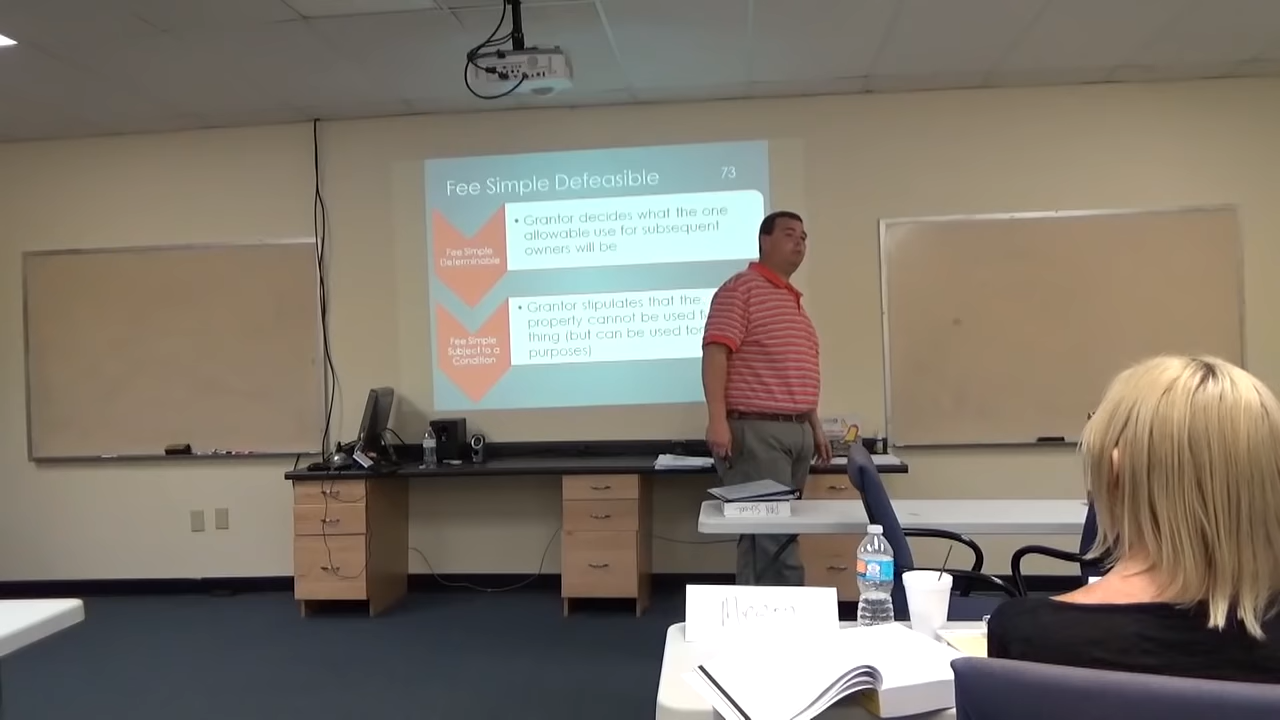 Fee Simple Defeasible
73
Fee Simple
Determinable
• Grantor decides what the one
allowable use for subsequent
owners will be
Fee Simple
Subject to a
Condition
• Grantor stipulates that the
property cannot be used
thing (but can be used
purposes)